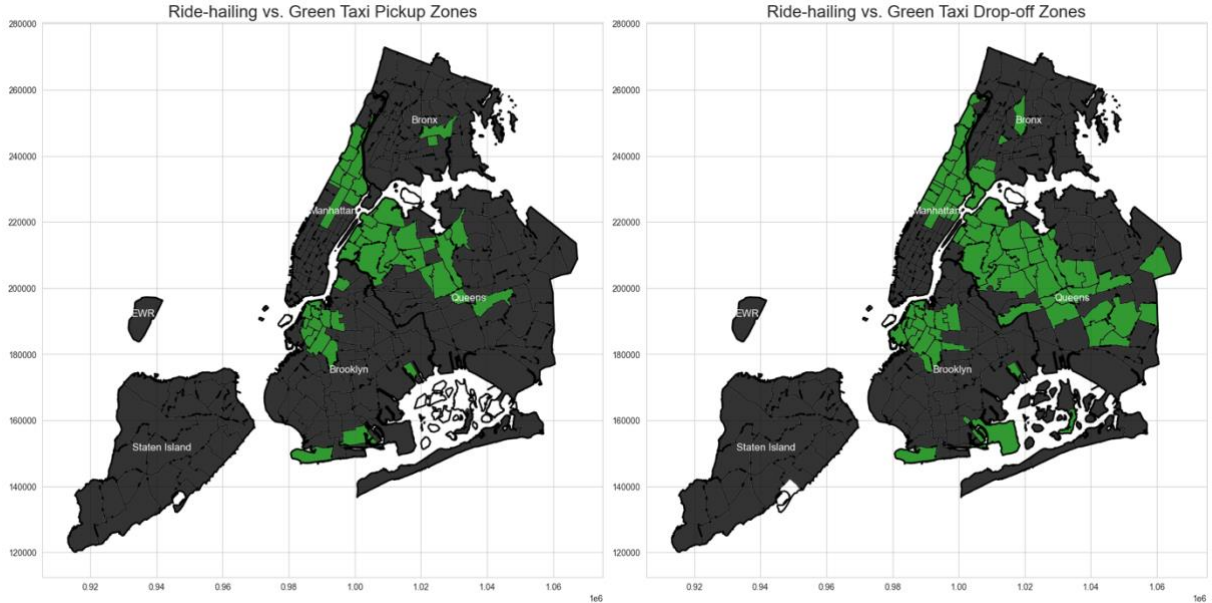 Ride-hailing vs. Green Taxi Pickup Zones
280000
260000
240000
220000
200000
180000
160000
140000
120000
Bronx
Manhattan
EWR
Queens
Brooklyn
Staten Island
0.92
0.94
0.96
0.98
1.00
1.02
1.04
1.06
1e6
Ride-hailing vs. Green Taxi Drop-off Zones
280000
260000
240000
220000
200000
180000
160000
140000
120000
Bronx
Manhattan
EWR
Queens
Brooklyn
Staten Island
0.92
0.94
0.96
0.98
1.00
1.02
1.04
1.06
1e6